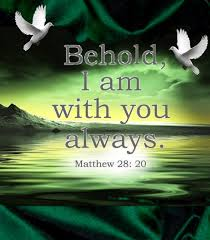 Behold,
I am
with you
always.
Matthew 28: 20